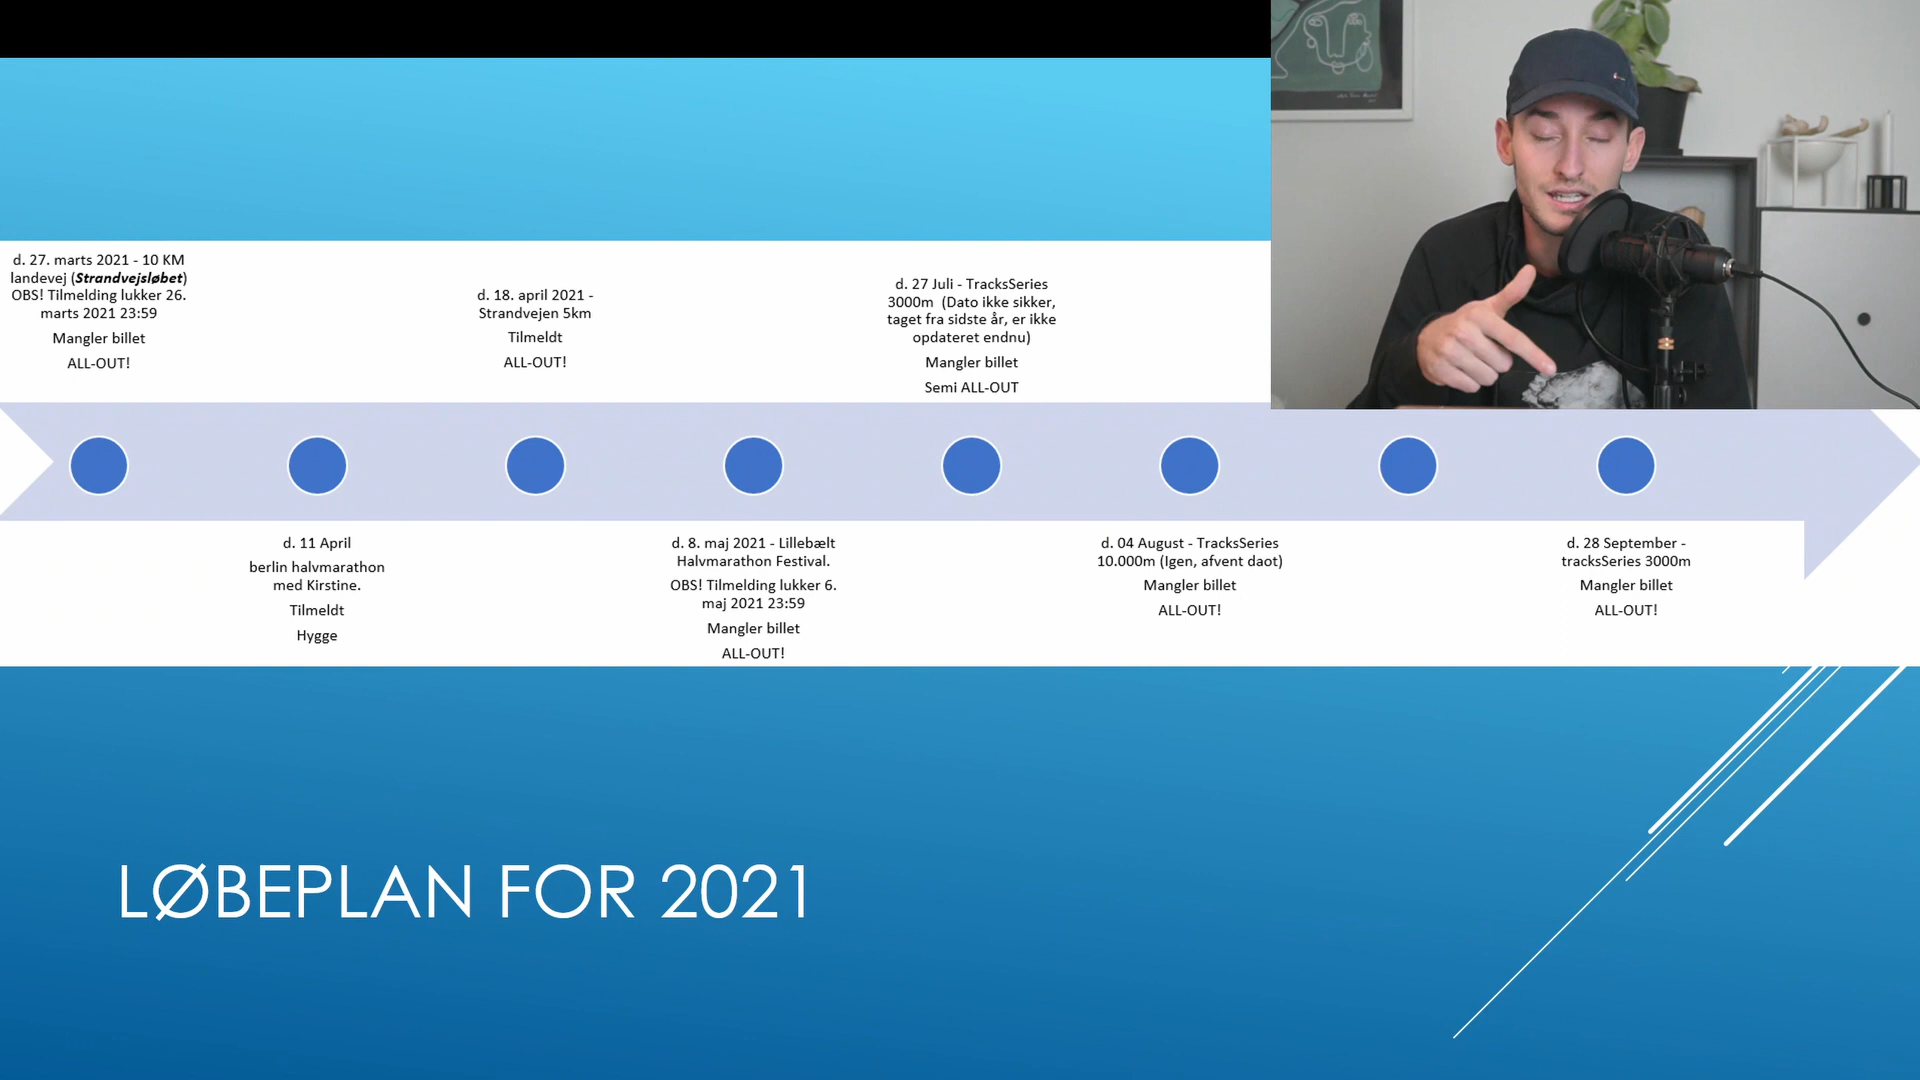 d. 27. marts 2021 - 10 KM
landevej (Strandvejsløbet)
OBS! Tilmelding lukker 26.
marts 2021 23:59
Mangler billet
ALL-OUT!
d. 11 April
berlin halvmarathon
med Kirstine.
Tilmeldt
Hygge
d. 18. april 2021 -
Strandvejen 5km
Tilmeldt
ALL-OUT!
d. 8. maj 2021 - Lillebælt
Halvmarathon Festival.
OBS! Tilmelding lukker 6.
maj 2021 23:59
Mangler billet
ALL-OUT!
d. 27 Juli - TracksSeries
3000m (Dato ikke sikker,
taget fra sidste år, er ikke
opdateret endnu)
Mangler billet
Semi ALL-OUT
d. 04 August - TracksSeries
10.000m (Igen, afvent daot)
Mangler billet
ALL-OUT!
d. 28 September -
tracksSeries 3000m
Mangler billet
ALL-OUT!
LØBEPLAN FOR 2021